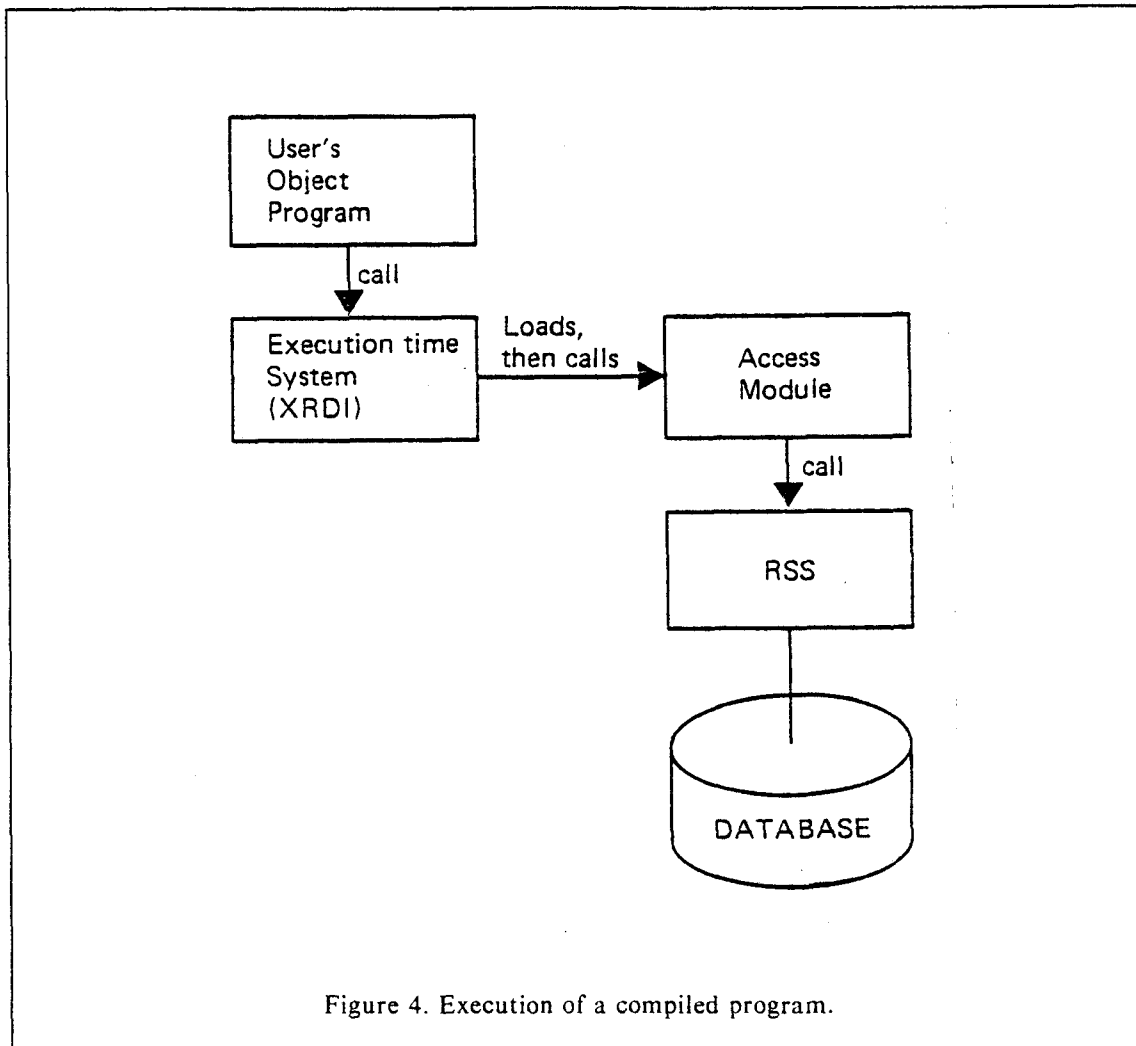 User's
Object
Program
call
Execution time
System
(XRDI)
Loads,
then calls
Access
Module
call
RSS
DATABASE
Figure 4. Execution of a compiled program.